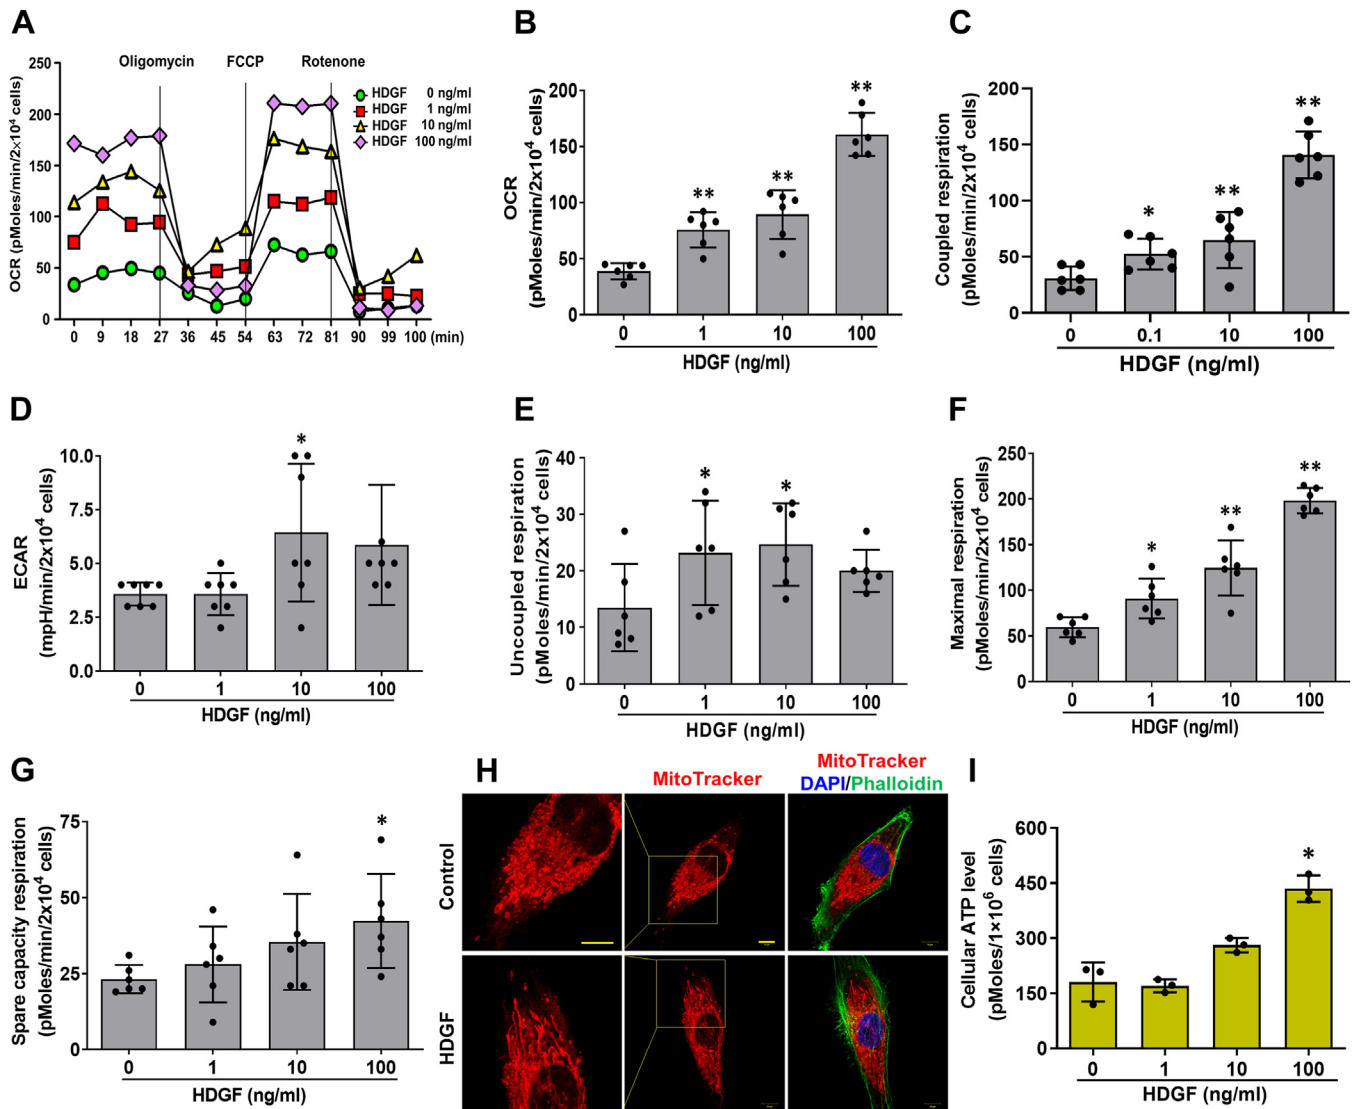 A
OCR (pMoles/min/2×10⁴ cells)
250
200
150
100
50
0
Oligomycin FCCP Rotenone
HDGF 0 ng/ml
HDGF 1 ng/ml
HDGF 10 ng/ml
HDGF 100 ng/ml
0 9 18 27 36 45 54 63 72 81 90 99 100 (min)
B
OCR
(pMoles/min/2x10⁴ cells)
200
150
100
50
0
**
**
**
0 1 10 100
HDGF (ng/ml)
C
Coupled respiration
(pMoles/min/2x10⁴ cells)
200
150
100
50
0
*
**
**
0 0.1 10 100
HDGF (ng/ml)
D
ECAR
(mpH/min/2x10⁴ cells)
10.0
7.5
5.0
2.5
0.0
*
0 1 10 100
HDGF (ng/ml)
E
Uncoupled respiration
(pMoles/min/2x10⁴ cells)
40
30
20
10
0
*
*
0 1 10 100
HDGF (ng/ml)
F
Maximal respiration
(pMoles/min/2x10⁴ cells)
250
200
150
100
50
0
*
**
**
0 1 10 100
HDGF (ng/ml)
G
Spare capacity respiration
(pMoles/min/2x10⁴ cells)
75
50
25
0
*
0 1 10 100
HDGF (ng/ml)
H
MitoTracker
MitoTracker
DAPI/Phalloidin
Control
HDGF
I
Cellular ATP level
(pMoles/1×10⁶ cells)
600
450
300
150
0
*
0 1 10 100
HDGF (ng/ml)